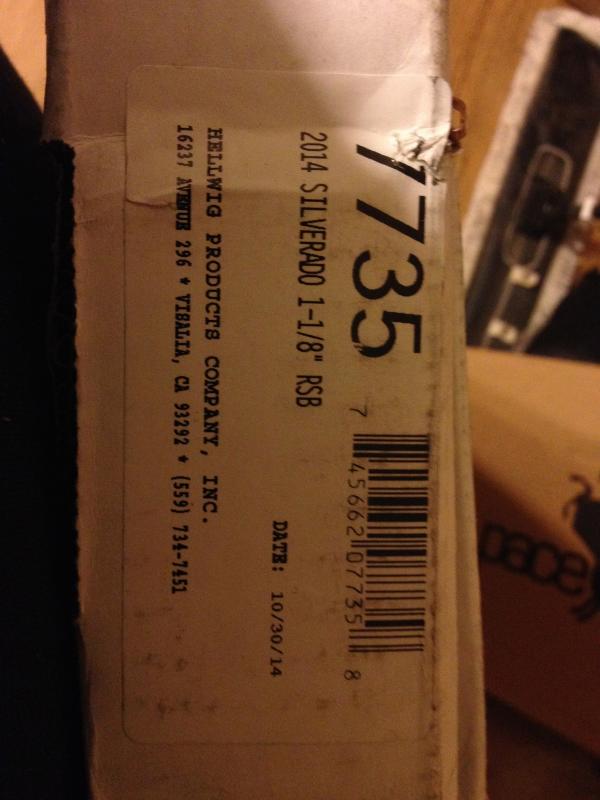 7735
2014 SILVERADO 1-1/8" RSB
7 45662 07735 8
DATE: 10/30/14
HELLWIG PRODUCTS COMPANY, INC.
16237 AVENUE 296 * VISALIA, CA 93292 * (559) 734-7451
pace